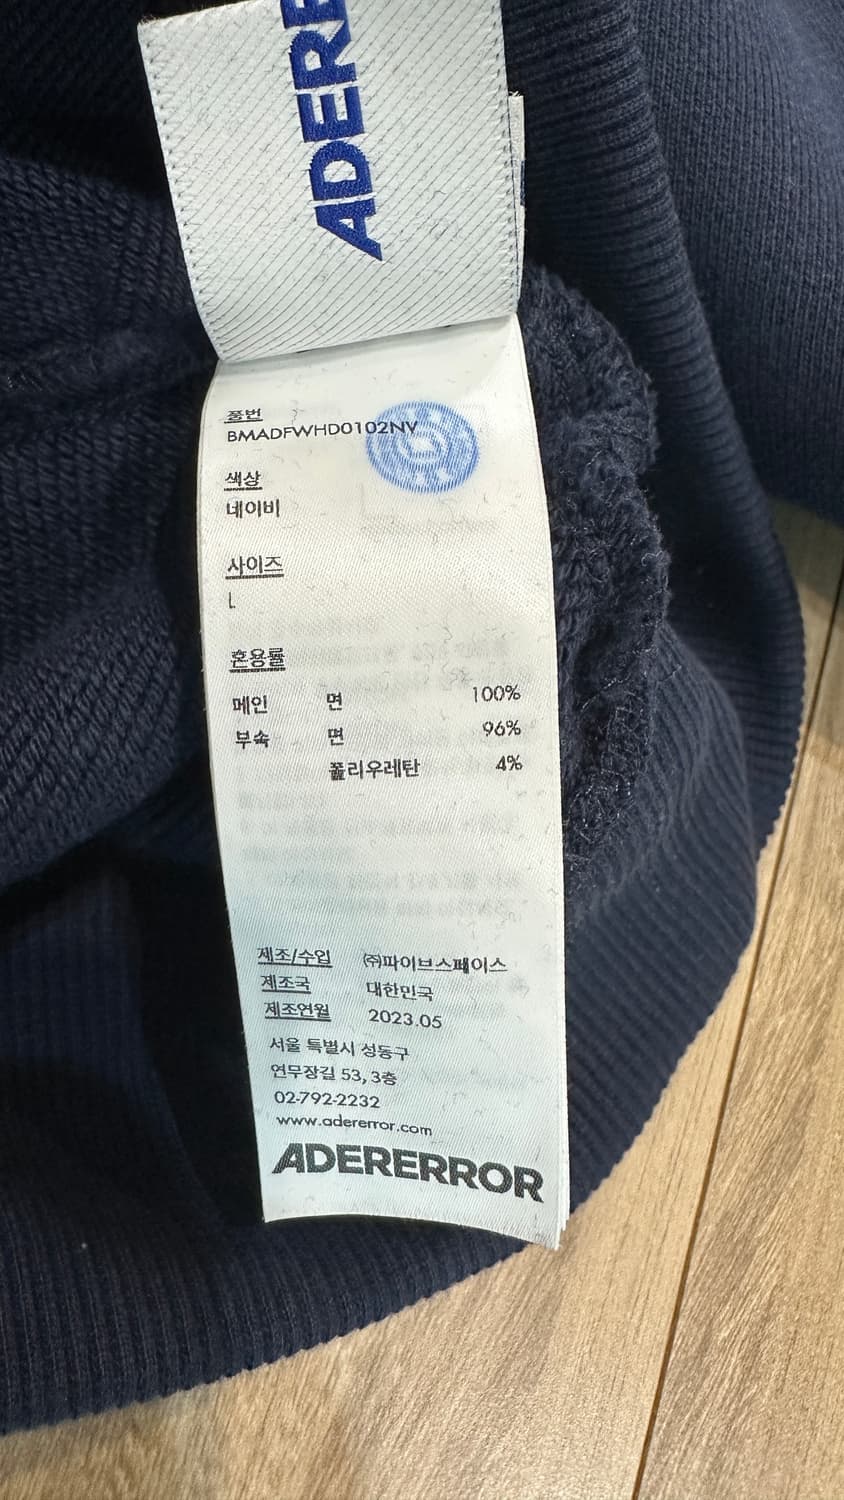 ADERE
품번
BMADFWHD0102NV
색상
네이비
사이즈
L
혼용률
메인 면 100%
부속 면 96%
폴리우레탄 4%
제조/수입 ㈜파이브스페이스
제조국 대한민국
제조연월 2023.05
서울 특별시 성동구
연무장길 53, 3층
02-792-2232
www.adererror.com
ADERERROR